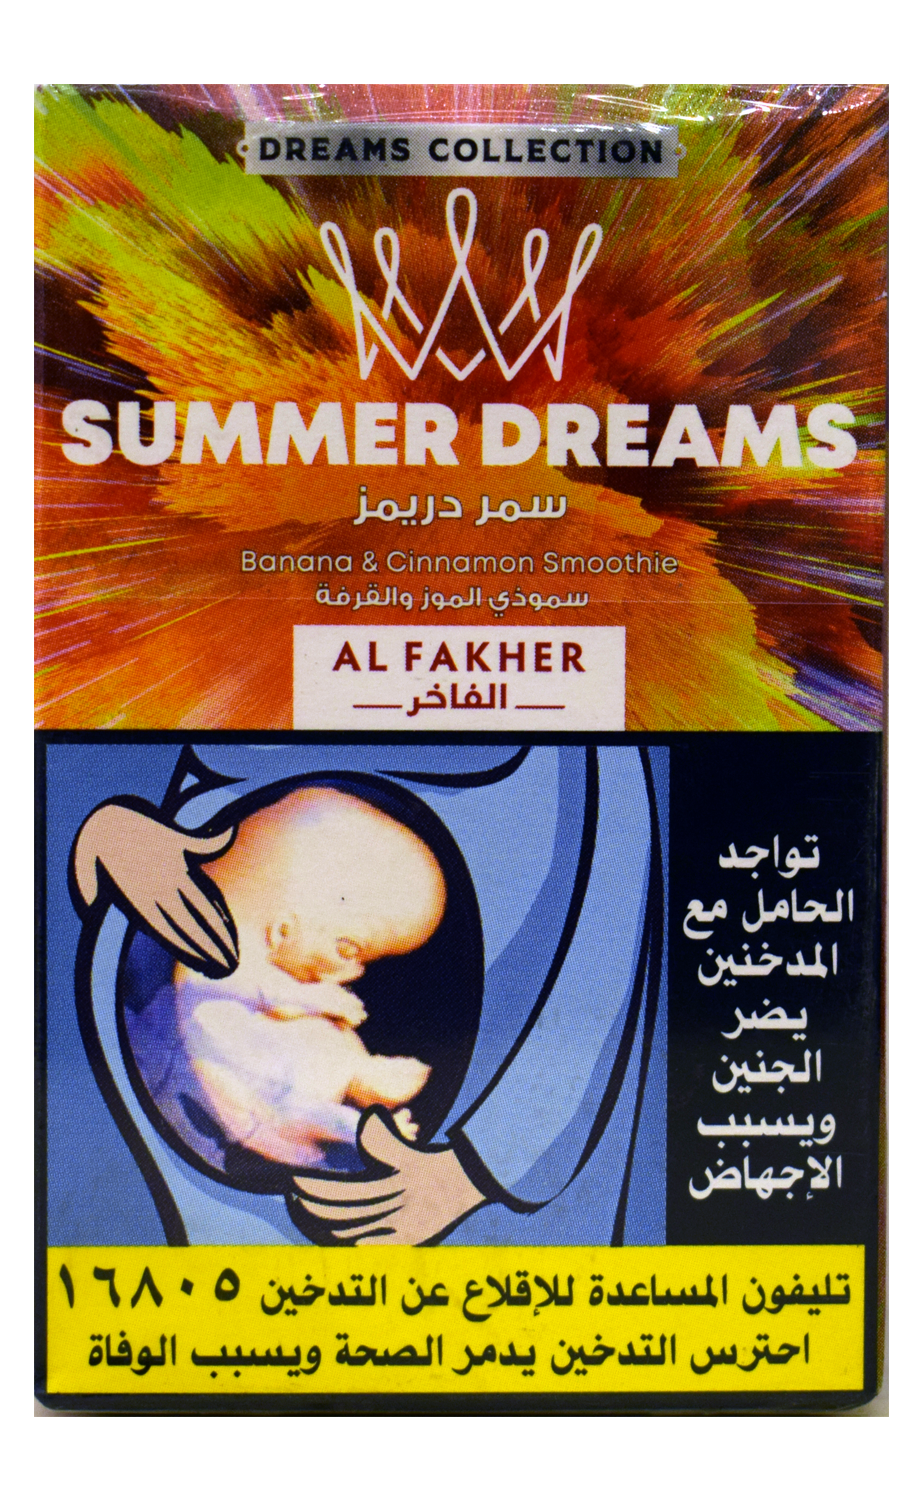 DREAMS COLLECTION
SUMMER DREAMS
سمر دريمز
Banana & Cinnamon Smoothie
سموذي الموز والقرفة
AL FAKHER
الفاخر
تواجد
الحامل مع
المدخنين
يضر
الجنين
ويسبب
الإجهاض
تليفون المساعدة للإقلاع عن التدخين ١٦٨٠٥
احترس التدخين يدمر الصحة ويسبب الوفاة